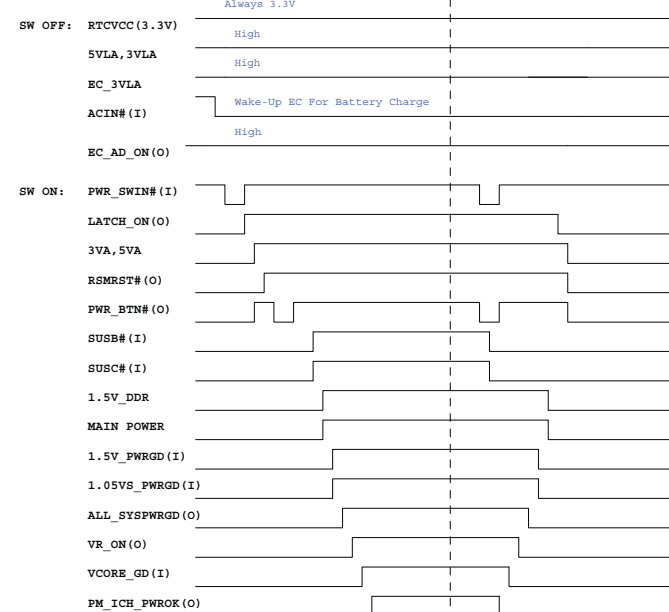 Always 3.3V
SW OFF: RTCVCC(3.3V)
High
5VLA,3VLA
High
EC_3VLA
Wake-Up EC For Battery Charge
ACIN#(I)
High
EC_AD_ON(O)
SW ON: PWR_SWIN#(I)
LATCH_ON(O)
3VA,5VA
RSMRST#(O)
PWR_BTN#(O)
SUSB#(I)
SUSC#(I)
1.5V_DDR
MAIN POWER
1.5V_PWRGD(I)
1.05VS_PWRGD(I)
ALL_SYSPWRGD(O)
VR_ON(O)
VCORE_GD(I)
PM_ICH_PWROK(O)